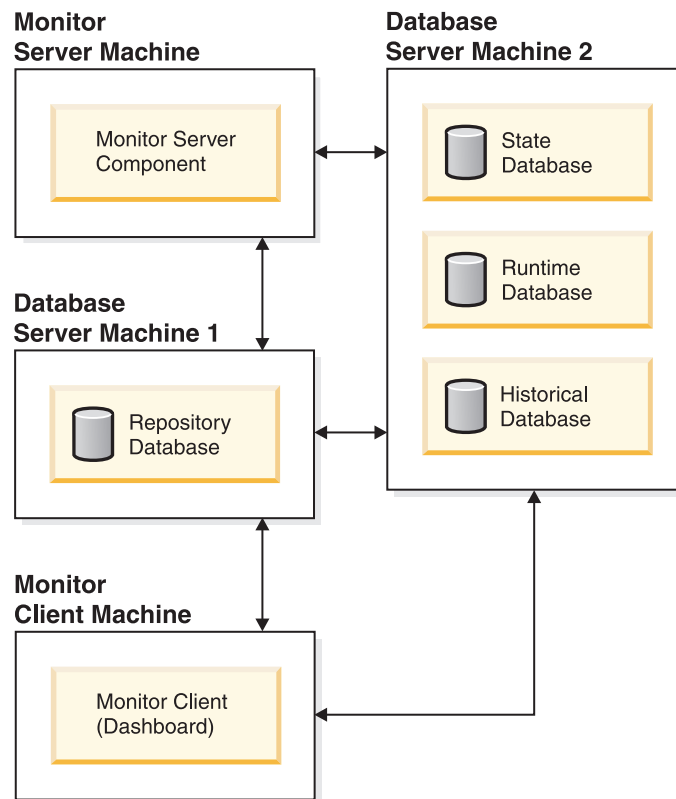 Monitor
Server Machine
Monitor Server
Component
Database
Server Machine 2
State
Database
Runtime
Database
Historical
Database
Database
Server Machine 1
Repository
Database
Monitor
Client Machine
Monitor Client
(Dashboard)